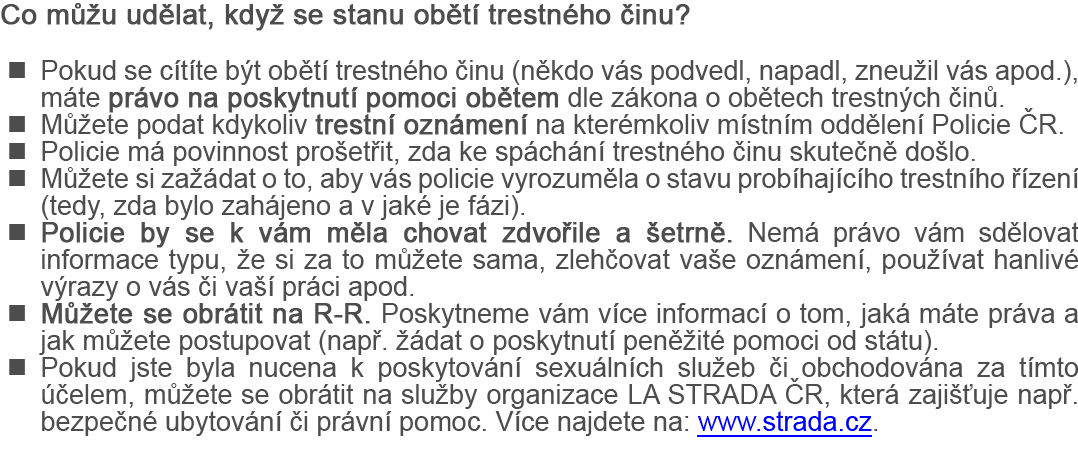 Co můžu udělat, když se stanu obětí trestného činu?
■ Pokud se cítíte být obětí trestného činu (někdo vás podvedl, napadl, zneužil vás apod.),
máte právo na poskytnutí pomoci obětem dle zákona o obětech trestných činů.
■ Můžete podat kdykoliv trestní oznámení na kterémkoliv místním oddělení Policie ČR.
■ Policie má povinnost prošetřit, zda ke spáchání trestného činu skutečně došlo.
■ Můžete si zažádat o to, aby vás policie vyrozuměla o stavu probíhajícího trestního řízení
(tedy, zda bylo zahájeno a v jaké je fázi).
■ Policie by se k vám měla chovat zdvořile a šetrně. Nemá právo vám sdělovat
informace typu, že si za to můžete sama, zlehčovat vaše oznámení, používat hanlivé
výrazy o vás či vaší práci apod.
■ Můžete se obrátit na R-R. Poskytneme vám více informací o tom, jaká máte práva a
jak můžete postupovat (např. žádat o poskytnutí peněžité pomoci od státu).
■ Pokud jste byla nucena k poskytování sexuálních služeb či obchodována za tímto
účelem, můžete se obrátit na služby organizace LA STRADA ČR, která zajišťuje např.
bezpečné ubytování či právní pomoc. Více najdete na: www.strada.cz.